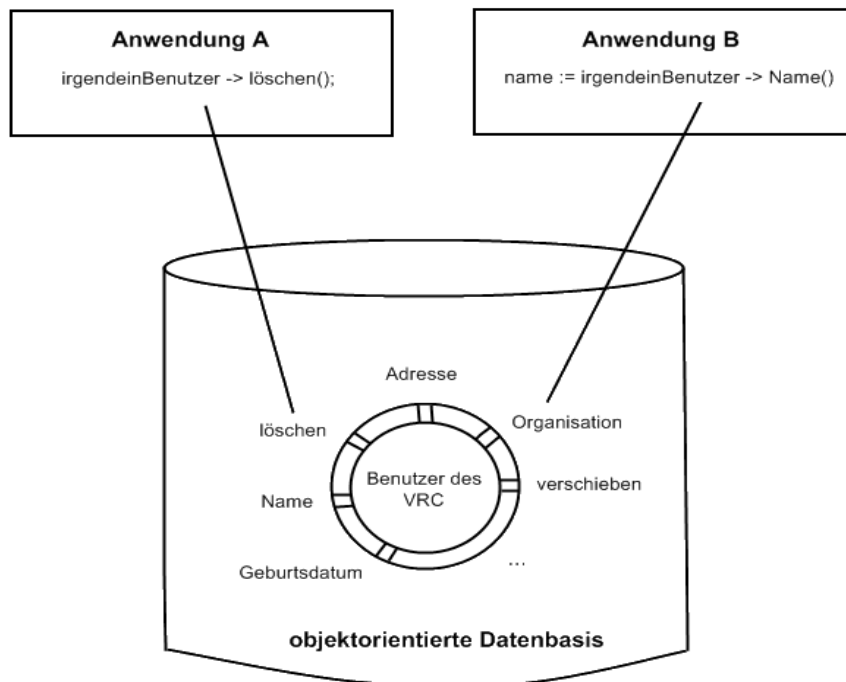 Anwendung A
irgendeinBenutzer -> löschen();
Anwendung B
name := irgendeinBenutzer -> Name()
Adresse
löschen
Organisation
Benutzer des
VRC
verschieben
Name
Geburtsdatum
...
objektorientierte Datenbasis